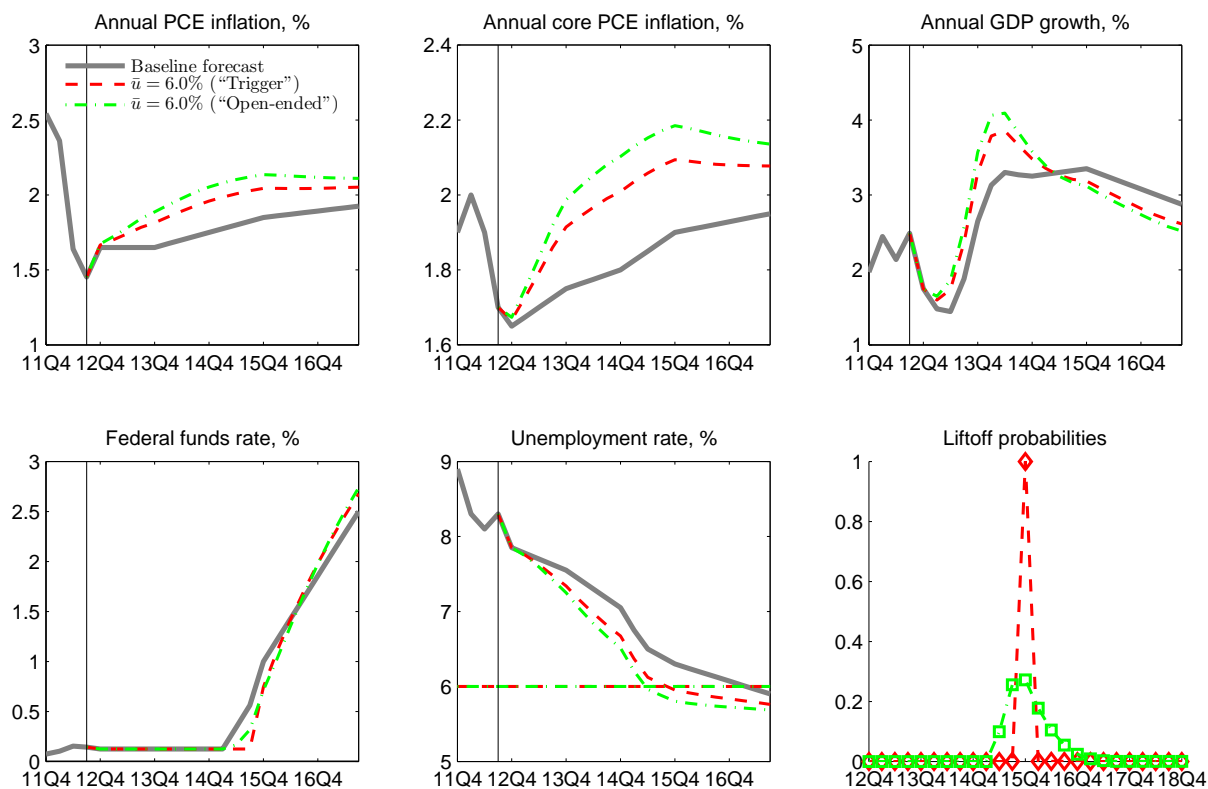 Annual PCE inflation, %
3
2.5
2
1.5
1
11Q4 12Q4 13Q4 14Q4 15Q4 16Q4
Baseline forecast
ū = 6.0% (“Trigger”)
ū = 6.0% (“Open-ended”)
Annual core PCE inflation, %
2.4
2.2
2
1.8
1.6
11Q4 12Q4 13Q4 14Q4 15Q4 16Q4
Annual GDP growth, %
5
4
3
2
1
11Q4 12Q4 13Q4 14Q4 15Q4 16Q4
Federal funds rate, %
3
2.5
2
1.5
1
0.5
0
11Q4 12Q4 13Q4 14Q4 15Q4 16Q4
Unemployment rate, %
9
8
7
6
5
11Q4 12Q4 13Q4 14Q4 15Q4 16Q4
Liftoff probabilities
1
0.8
0.6
0.4
0.2
0
12Q4 13Q4 14Q4 15Q4 16Q4 17Q4 18Q4